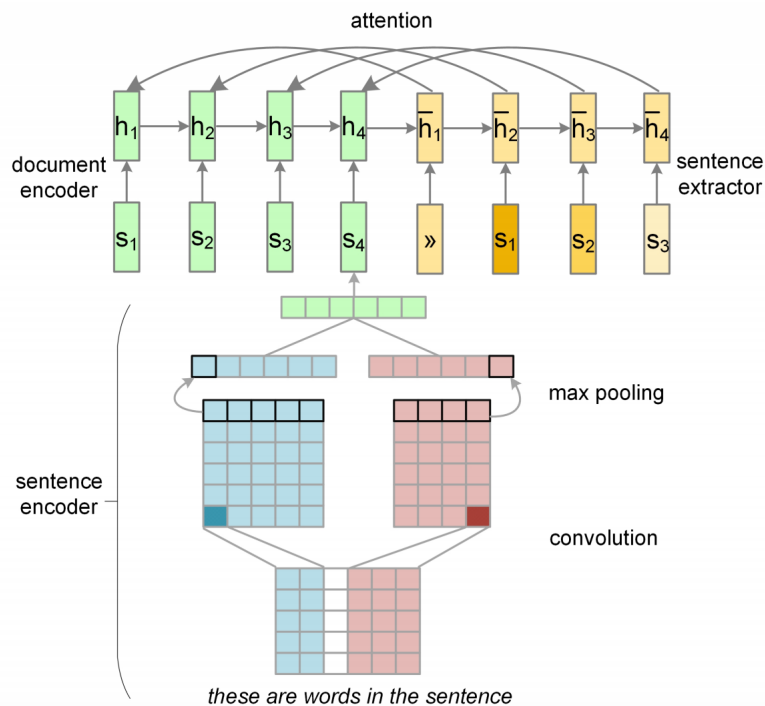 attention
h₁ h₂ h₃ h₄ h̅₁ h̅₂ h̅₃ h̅₄
document
encoder
sentence
extractor
s₁ s₂ s₃ s₄ » s₁ s₂ s₃
max pooling
sentence
encoder
convolution
these are words in the sentence